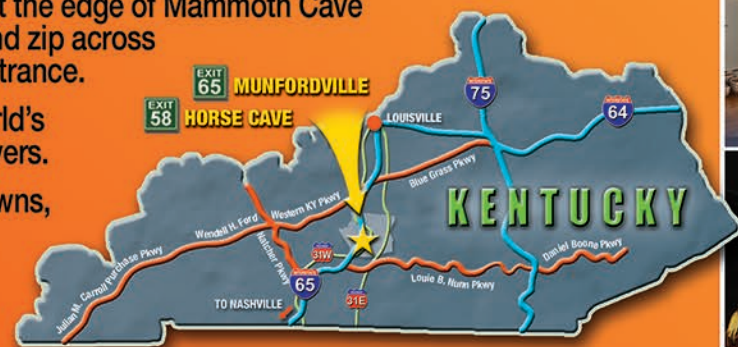 t the edge of Mammoth Cave
nd zip across
trance.
rld's
vers.
wns,
EXIT 65 MUNFORDVILLE
EXIT 58 HORSE CAVE
LOUISVILLE
75
64
Blue Grass Pkwy
KENTUCKY
Western KY Pkwy
Wendell H. Ford
Natcher Pkwy
Julian M. Carroll Purchase Pkwy
31W
65
31E
Louie B. Nunn Pkwy
Daniel Boone Pkwy
TO NASHVILLE